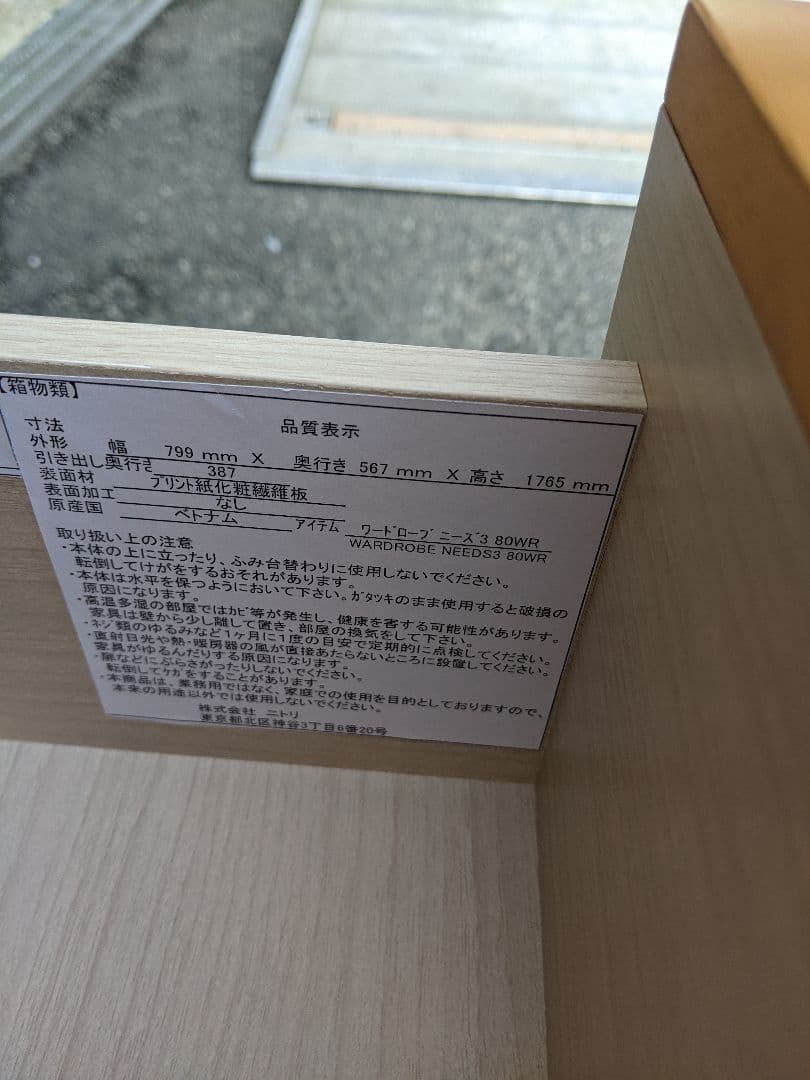 【箱物類】
品質表示
寸法
外形 幅 799 mm X 奥行き 567 mm X 高さ 1765 mm
引き出し奥行き 387
表面材 プリント紙化粧繊維板
表面加工 なし
原産国 ベトナム アイテム ワードローブ ニーズ3 80WR
WARDROBE NEEDS3 80WR
取り扱い上の注意
・本体の上に立ったり、ふみ台替わりに使用しないでください。
転倒してけがをするおそれがあります。
・本体は水平を保つようにおいて下さい。ガタツキのまま使用すると破損の
原因になります。
・高温多湿の部屋ではカビ等が発生し、健康を害する可能性があります。
家具は壁から少し離して置き、部屋の換気をして下さい。
・ネジ類のゆるみなど1ヶ月に1度の目安で定期的に点検してください。
・直射日光や熱・暖房器の風が直接あたらないところに設置してください。
家具がゆるんだりする原因になります。
・扉などにぶらさがったりしないでください。
転倒してケガをすることがあります。
・本商品は、業務用ではなく、家庭での使用を目的としておりますので、
本来の用途以外では使用しないでください。
株式会社 ニトリ
東京都北区神谷3丁目6番20号